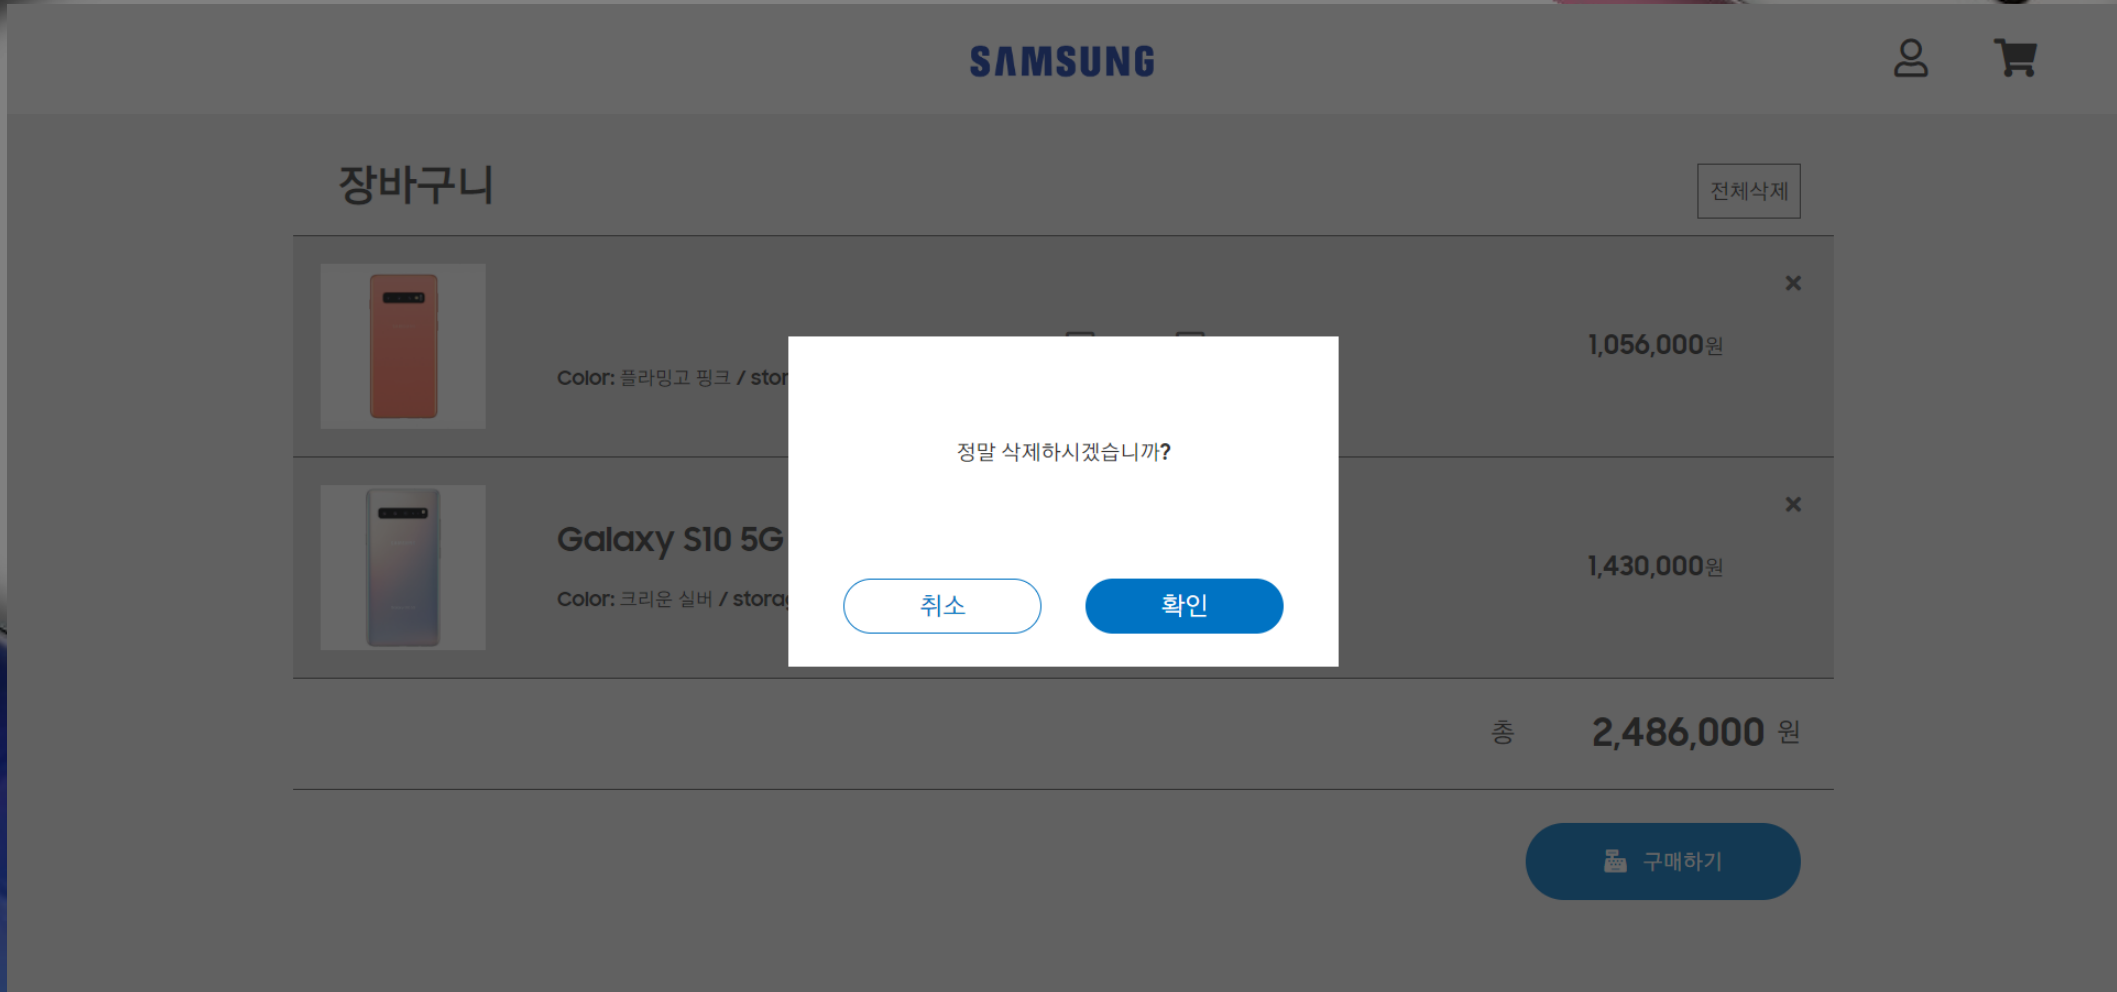 SAMSUNG
장바구니
전체삭제
1,056,000원
Color: 플라밍고 핑크 /
정말 삭제하시겠습니까?
Galaxy S10 5G
1,430,000원
Color: 크리운 실버 /
취소
확인
총 2,486,000 원
구매하기